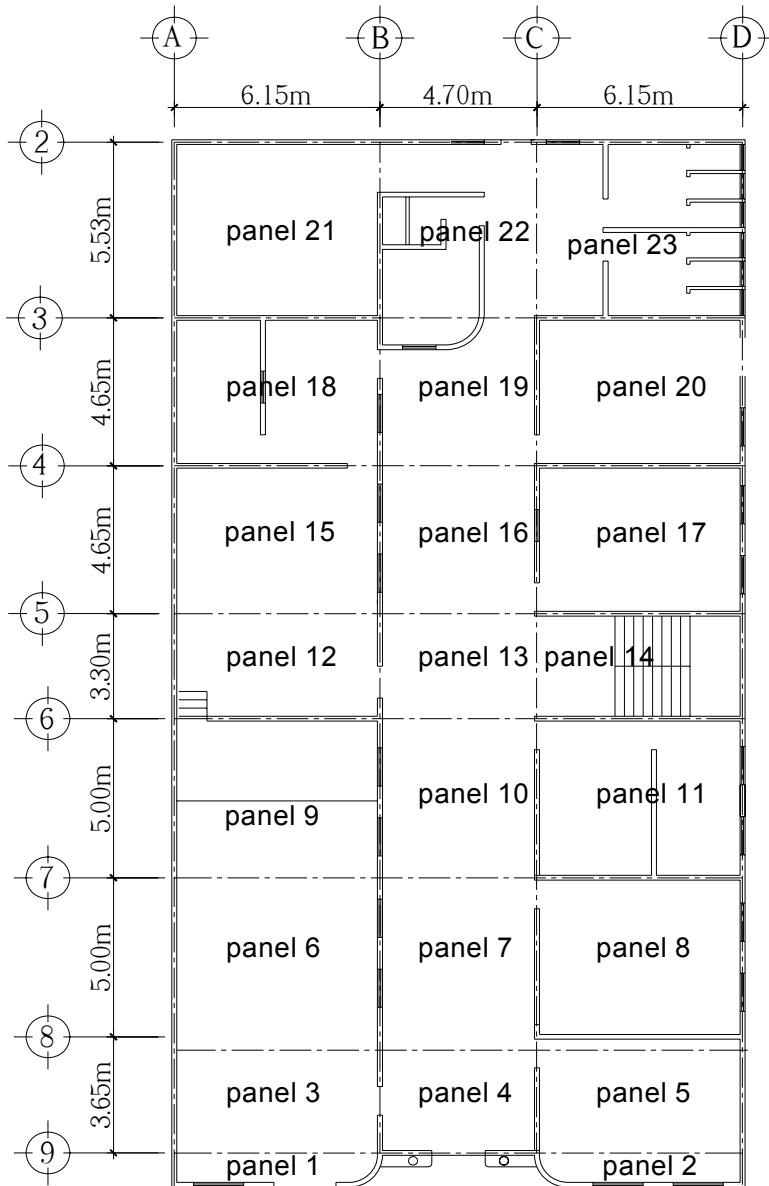 A B C D
6.15m 4.70m 6.15m
2
5.53m
panel 21 panel 22 panel 23
3
4.65m
panel 18 panel 19 panel 20
4
4.65m
panel 15 panel 16 panel 17
5
3.30m
panel 12 panel 13 panel 14
6
5.00m
panel 9 panel 10 panel 11
7
5.00m
panel 6 panel 7 panel 8
8
3.65m
panel 3 panel 4 panel 5
9
panel 1 panel 2